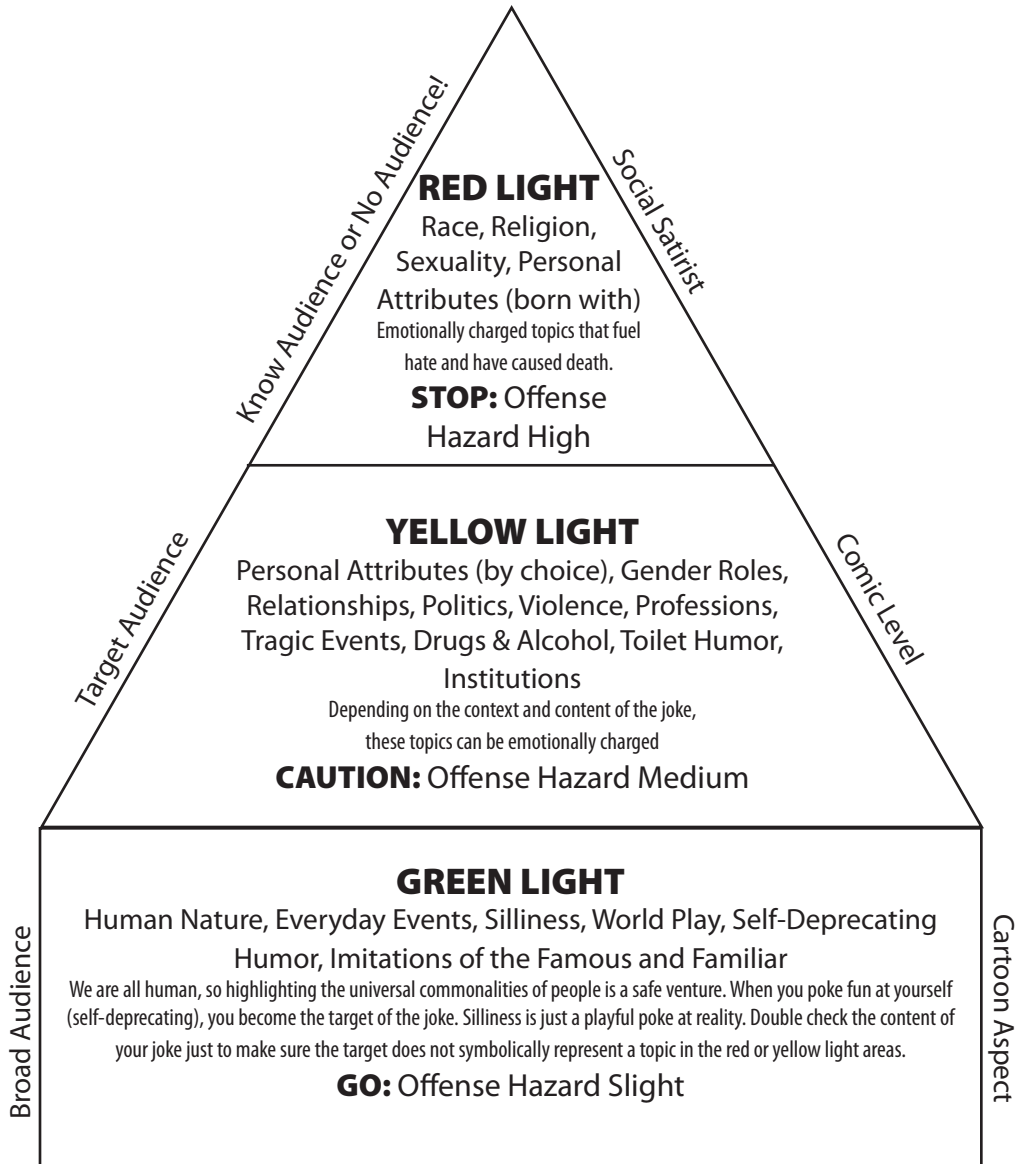 Know Audience or No Audience!
Social Satirist
RED LIGHT
Race, Religion,
Sexuality, Personal
Attributes (born with)
Emotionally charged topics that fuel
hate and have caused death.
STOP: Offense
Hazard High
Target Audience
Comic Level
YELLOW LIGHT
Personal Attributes (by choice), Gender Roles,
Relationships, Politics, Violence, Professions,
Tragic Events, Drugs & Alcohol, Toilet Humor,
Institutions
Depending on the context and content of the joke,
these topics can be emotionally charged
CAUTION: Offense Hazard Medium
Broad Audience
Cartoon Aspect
GREEN LIGHT
Human Nature, Everyday Events, Silliness, World Play, Self-Deprecating
Humor, Imitations of the Famous and Familiar
We are all human, so highlighting the universal commonalities of people is a safe venture. When you poke fun at yourself
(self-deprecating), you become the target of the joke. Silliness is just a playful poke at reality. Double check the content of
your joke just to make sure the target does not symbolically represent a topic in the red or yellow light areas.
GO: Offense Hazard Slight